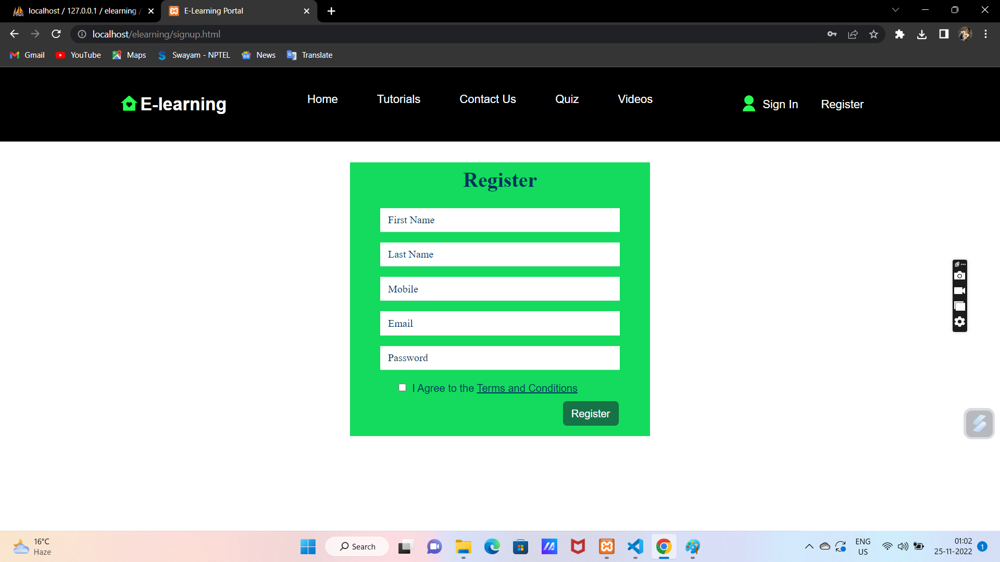 localhost / 127.0.0.1 / elearning /
E-Learning Portal
localhost/elearning/signup.html
Gmail
YouTube
Maps
Swayam - NPTEL
News
Translate
E-learning
Home
Tutorials
Contact Us
Quiz
Videos
Sign In
Register
Register
First Name
Last Name
Mobile
Email
Password
I Agree to the Terms and Conditions
Register
16°C
Haze
Search
ENG
US
01:02
25-11-2022
1